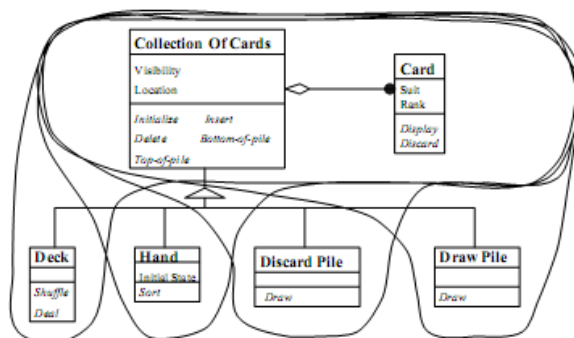 Collection Of Cards
Visibility
Location
Initialize Insert
Delete Bottom-of-pile
Top-of-pile
Card
Suit
Rank
Display
Discard
Deck
Shuffle
Deal
Hand
Initial State
Sort
Discard Pile
Draw
Draw Pile
Draw